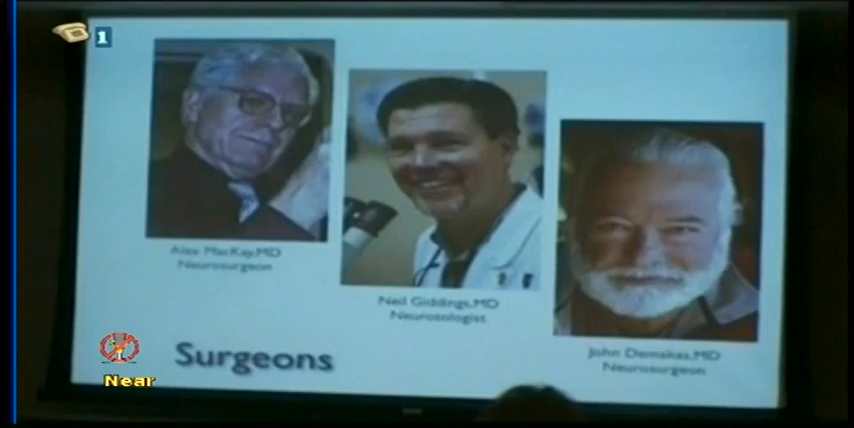 1
Alex MacKay,MD
Neurosurgeon
Neil Giddings,MD
Neurotologist
John Demakas,MD
Neurosurgeon
Surgeons
Near